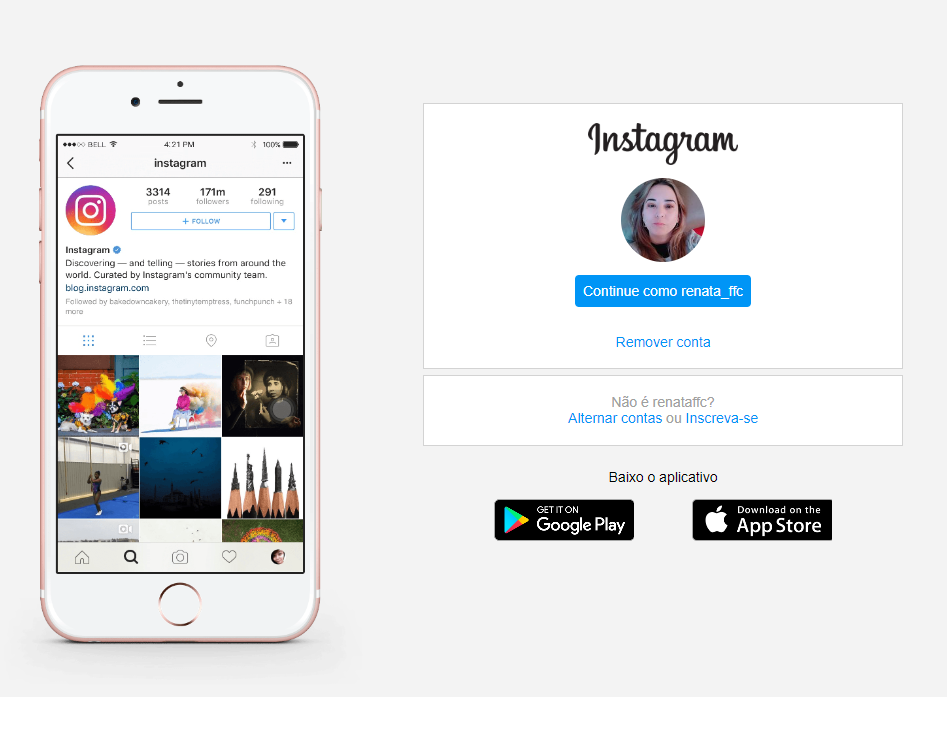 BELL
4:21 PM
100%
instagram
3314
171m
291
posts
followers
following
+ FOLLOW
Instagram
Discovering — and telling — stories from around the
world. Curated by Instagram's community team.
blog.instagram.com
Followed by bakedowncakery, thetinytemptress, funchpunch + 18
more
Instagram
Continue como renata_ffc
Remover conta
Não é renataffc?
Alternar contas ou Inscreva-se
Baixo o aplicativo
GET IT ON
Google Play
Download on the
App Store